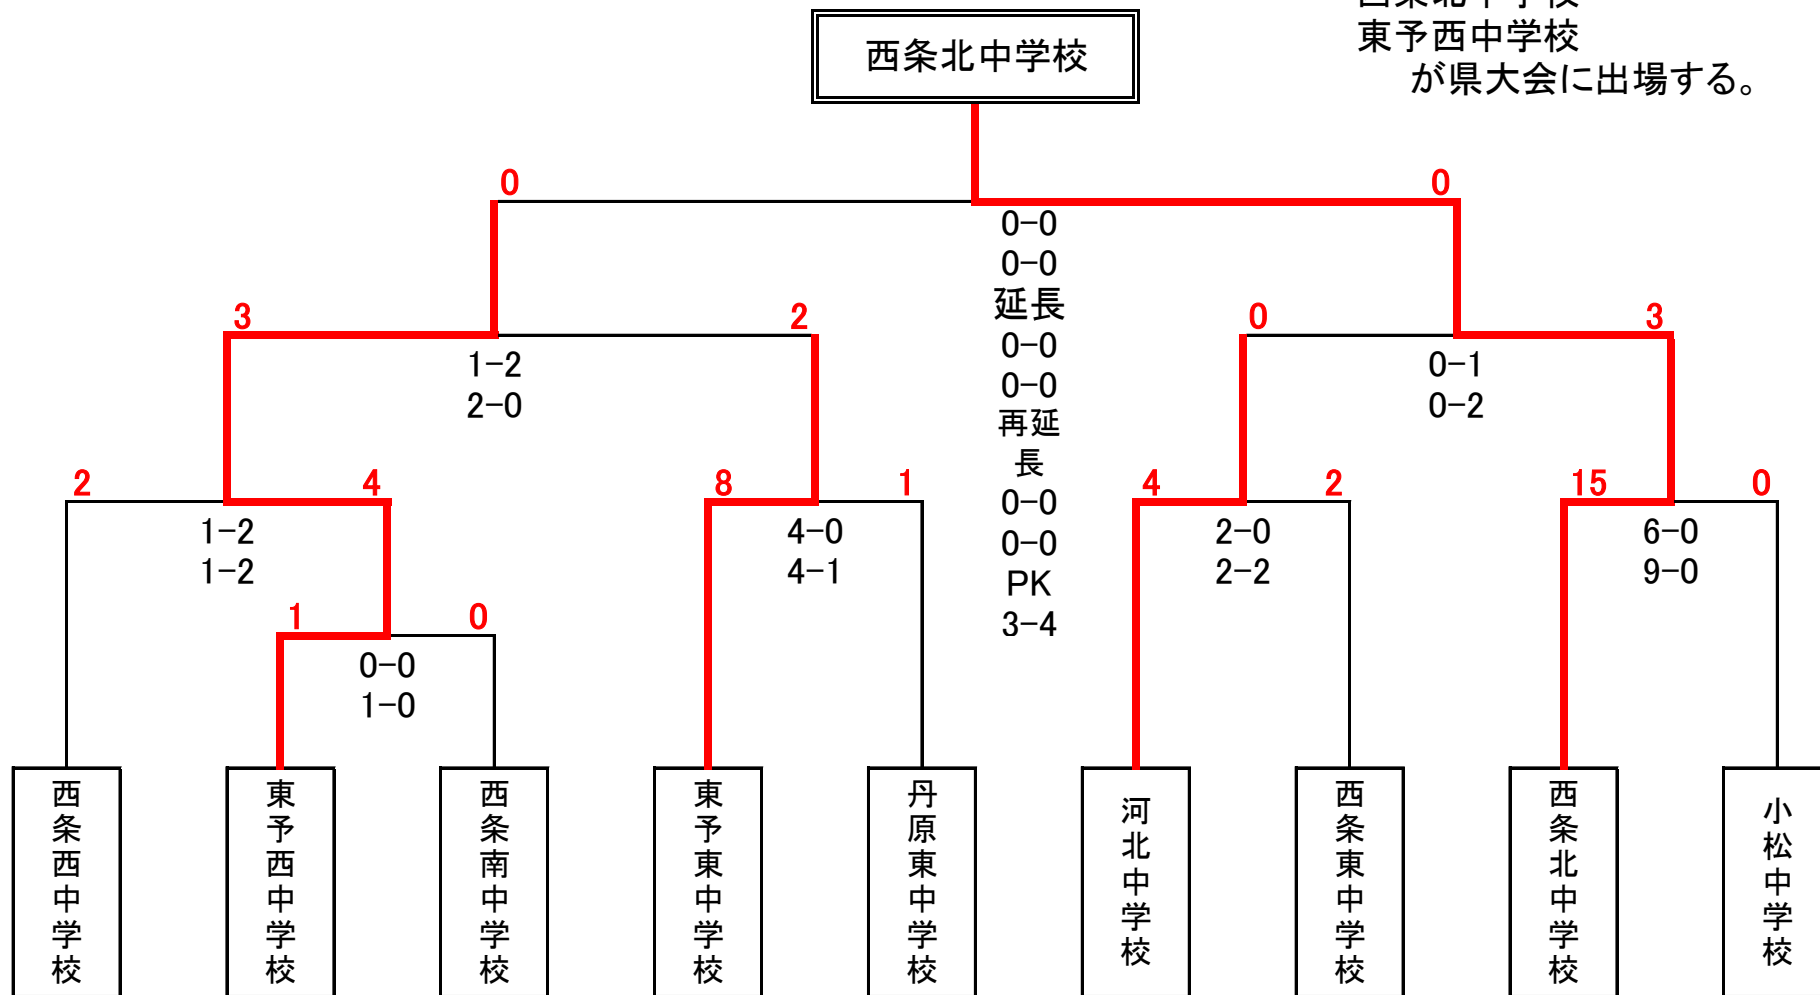 西条北中学校
東予西中学校
が県大会に出場する。
西条北中学校
0 0
0-0
0-0
延長
0-0
0-0
再延
長
0-0
0-0
PK
3-4
3 2
1-2
2-0
0 3
0-1
0-2
2 4
1-2
1-2
8 1
4-0
4-1
4 2
2-0
2-2
15 0
6-0
9-0
1 0
0-0
1-0
西条西中学校
東予西中学校
西条南中学校
東予東中学校
丹原東中学校
河北中学校
西条東中学校
西条北中学校
小松中学校